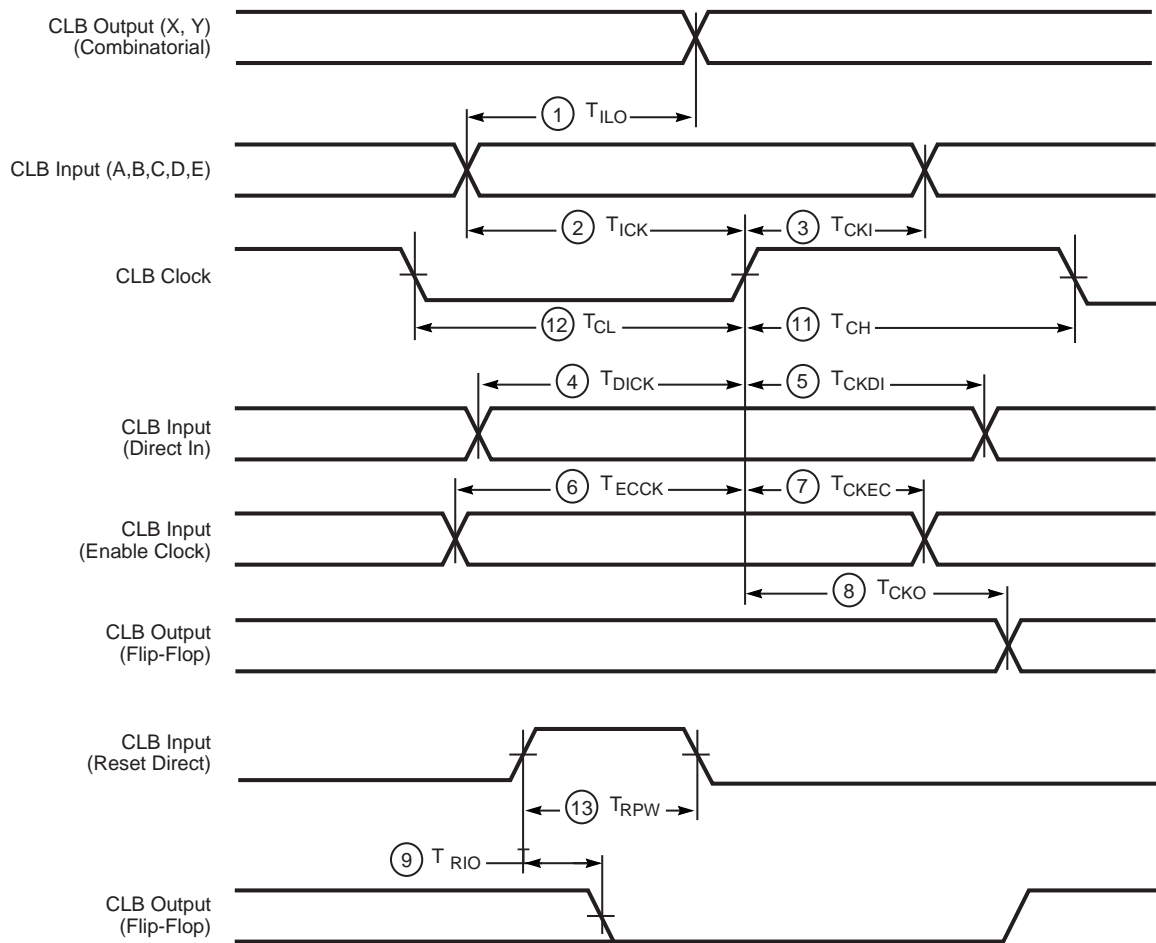 CLB Output (X, Y)
(Combinatorial)
1 TILO
CLB Input (A,B,C,D,E)
2 TICK
3 TCKI
CLB Clock
12 TCL
11 TCH
4 TDICK
5 TCKDI
CLB Input
(Direct In)
6 TECCK
7 TCKEC
CLB Input
(Enable Clock)
8 TCKO
CLB Output
(Flip-Flop)
CLB Input
(Reset Direct)
13 TRPW
9 T RIO
T
CLB Output
(Flip-Flop)